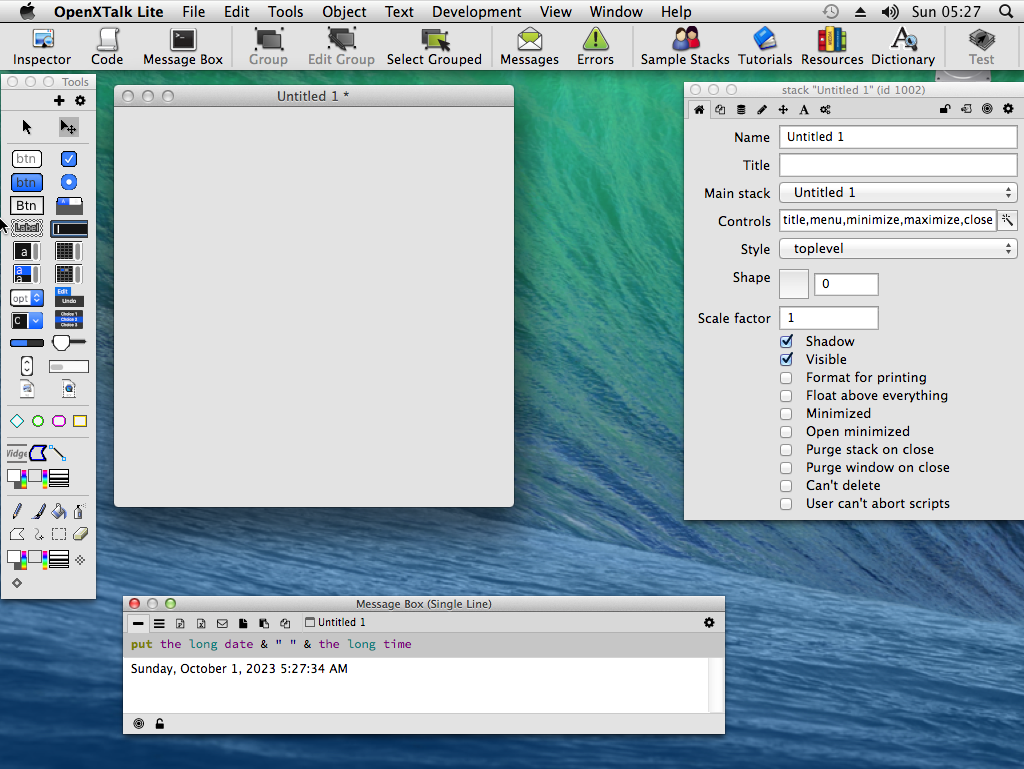 OpenXTalk Lite File Edit Tools Object Text Development View Window Help Sun 05:27
Inspector Code Message Box Group Edit Group Select Grouped Messages Errors Sample Stacks Tutorials Resources Dictionary Test
Tools
btn
btn
Btn
Label
a
a
a
opt
Edit
Undo
C
Choice 1
Choice 2
Choice 3
Untitled 1 *
stack "Untitled 1" (id 1002)
Name Untitled 1
Title
Main stack Untitled 1
Controls title,menu,minimize,maximize,close
Style toplevel
Shape 0
Scale factor 1
Shadow
Visible
Format for printing
Float above everything
Minimized
Open minimized
Purge stack on close
Purge window on close
Can't delete
User can't abort scripts
Message Box (Single Line)
Untitled 1
put the long date & " " & the long time
Sunday, October 1, 2023 5:27:34 AM